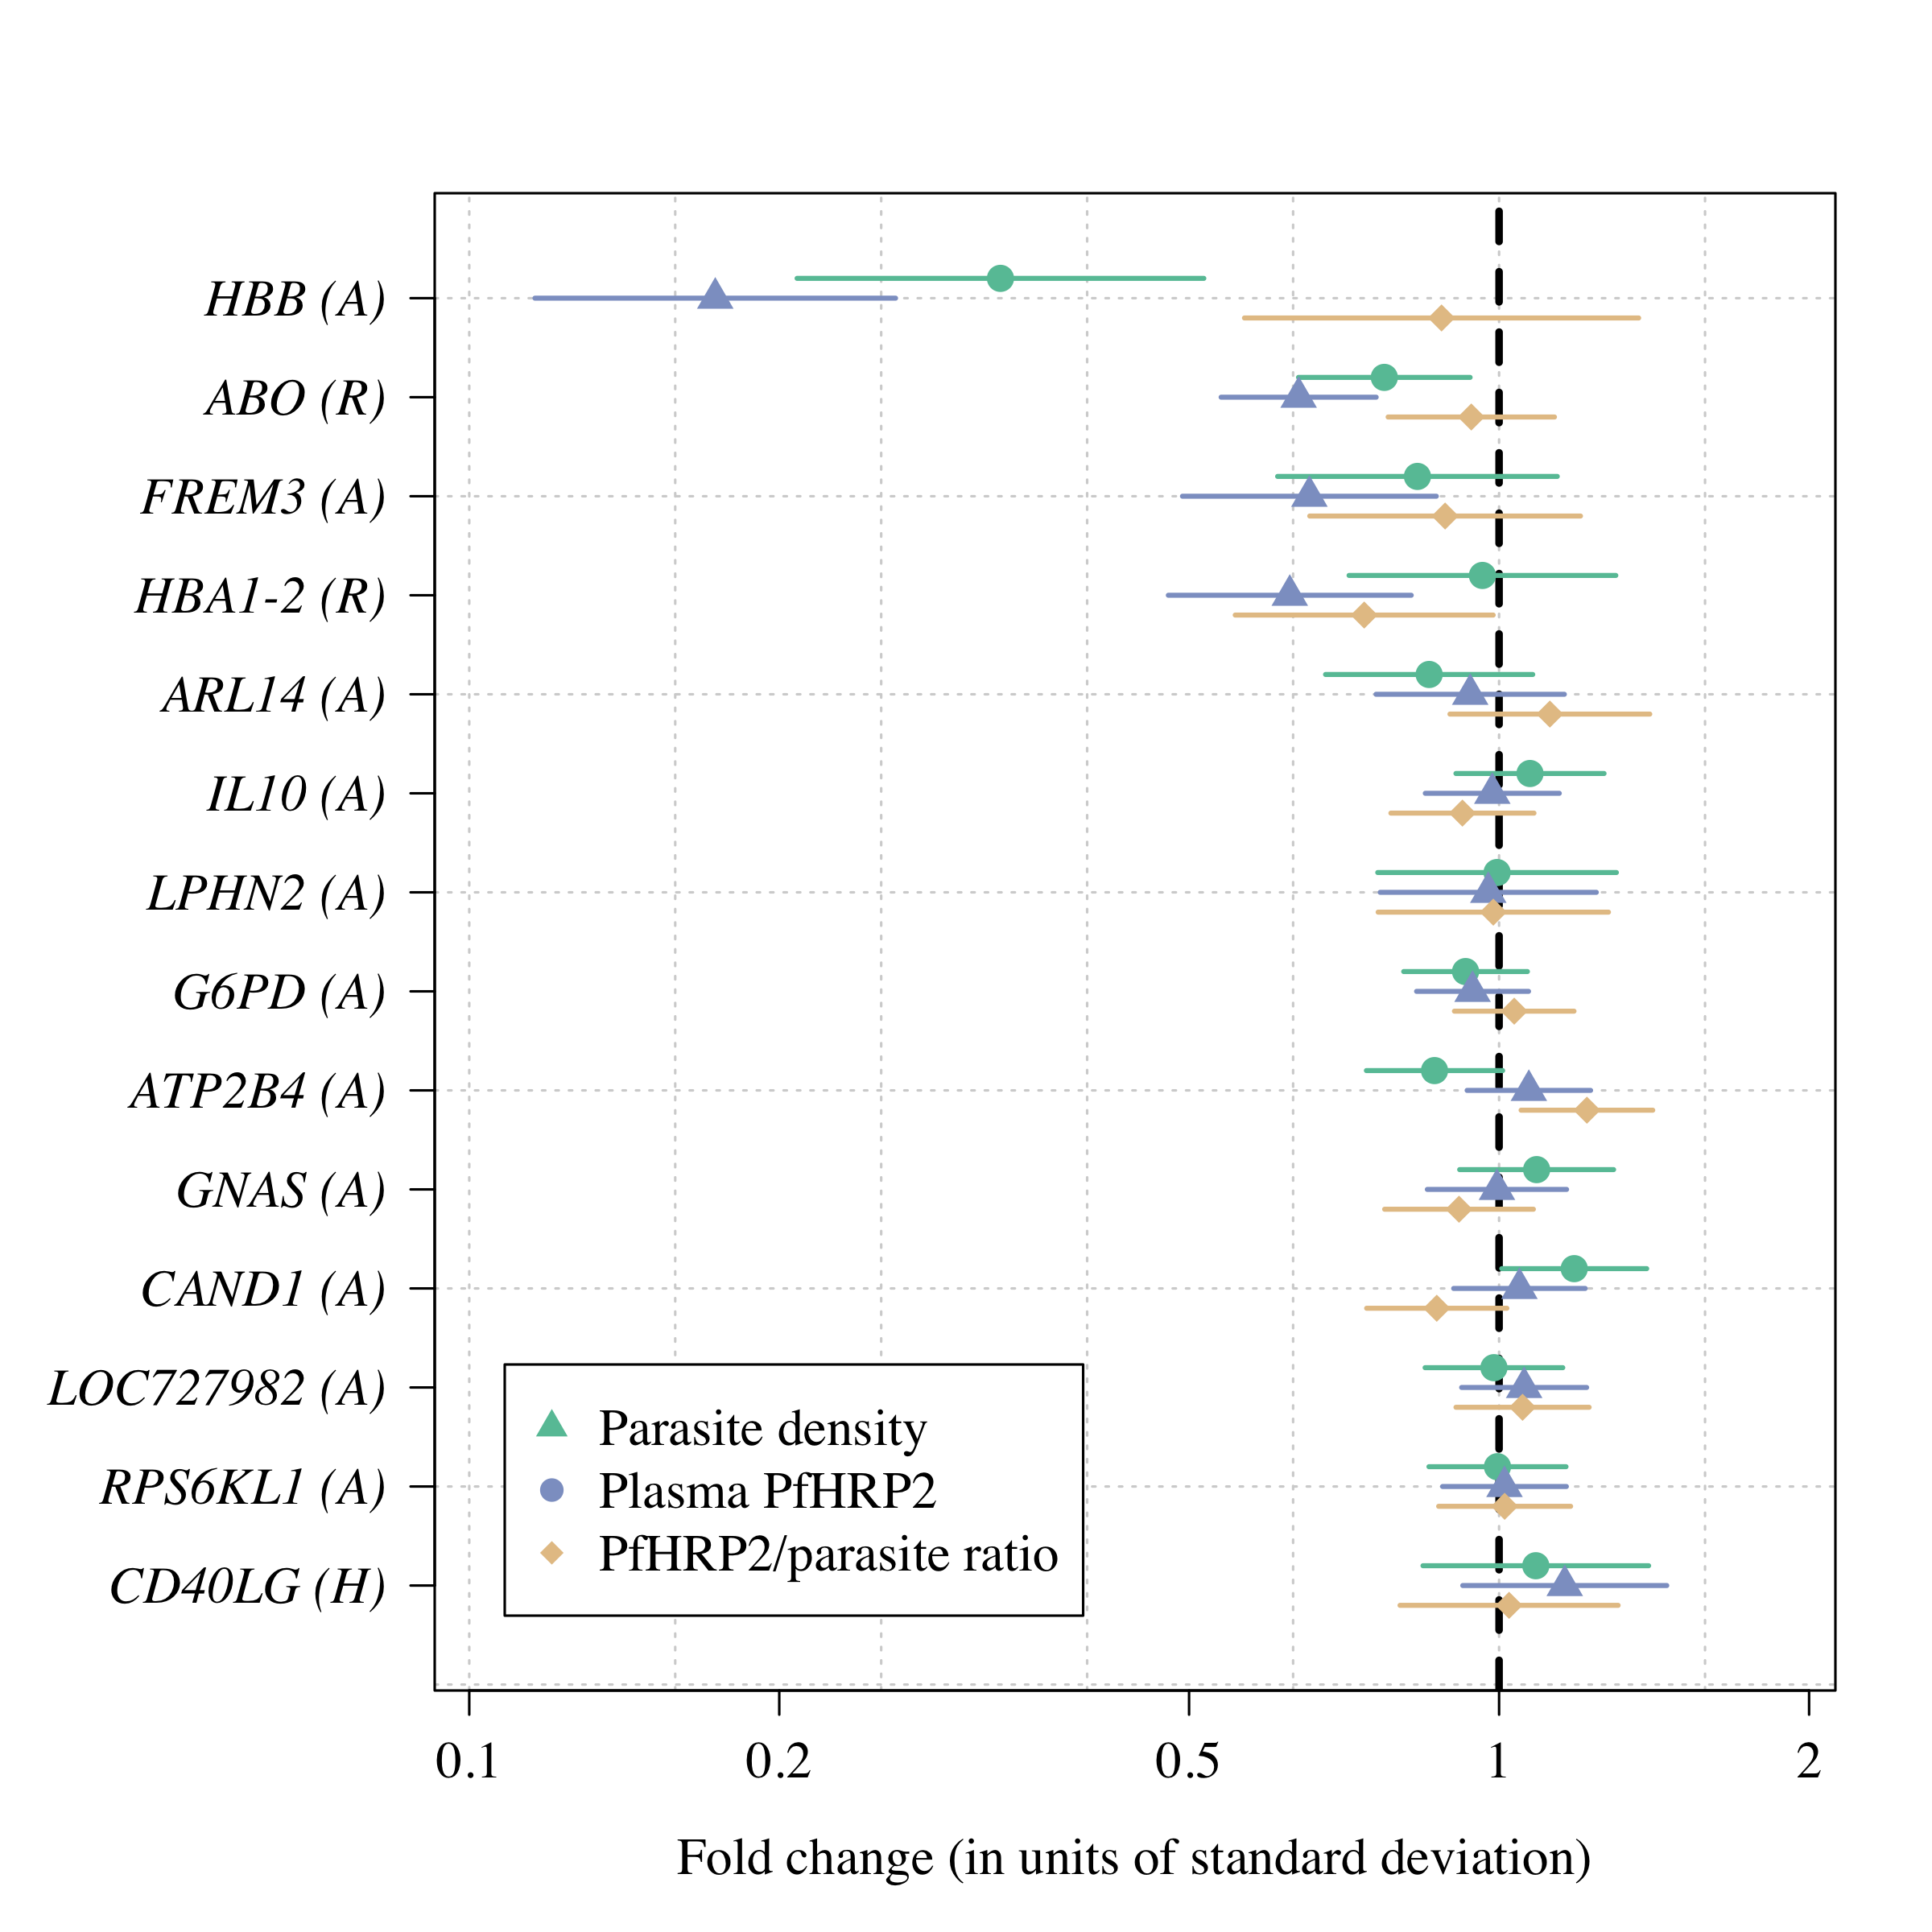 HBB (A)
ABO (R)
FREM3 (A)
HBA1-2 (R)
ARL14 (A)
IL10 (A)
LPHN2 (A)
G6PD (A)
ATP2B4 (A)
GNAS (A)
CAND1 (A)
LOC727982 (A)
RPS6KL1 (A)
CD40LG (H)
Parasite density
Plasma PfHRP2
PfHRP2/parasite ratio
0.1 0.2 0.5 1 2
Fold change (in units of standard deviation)